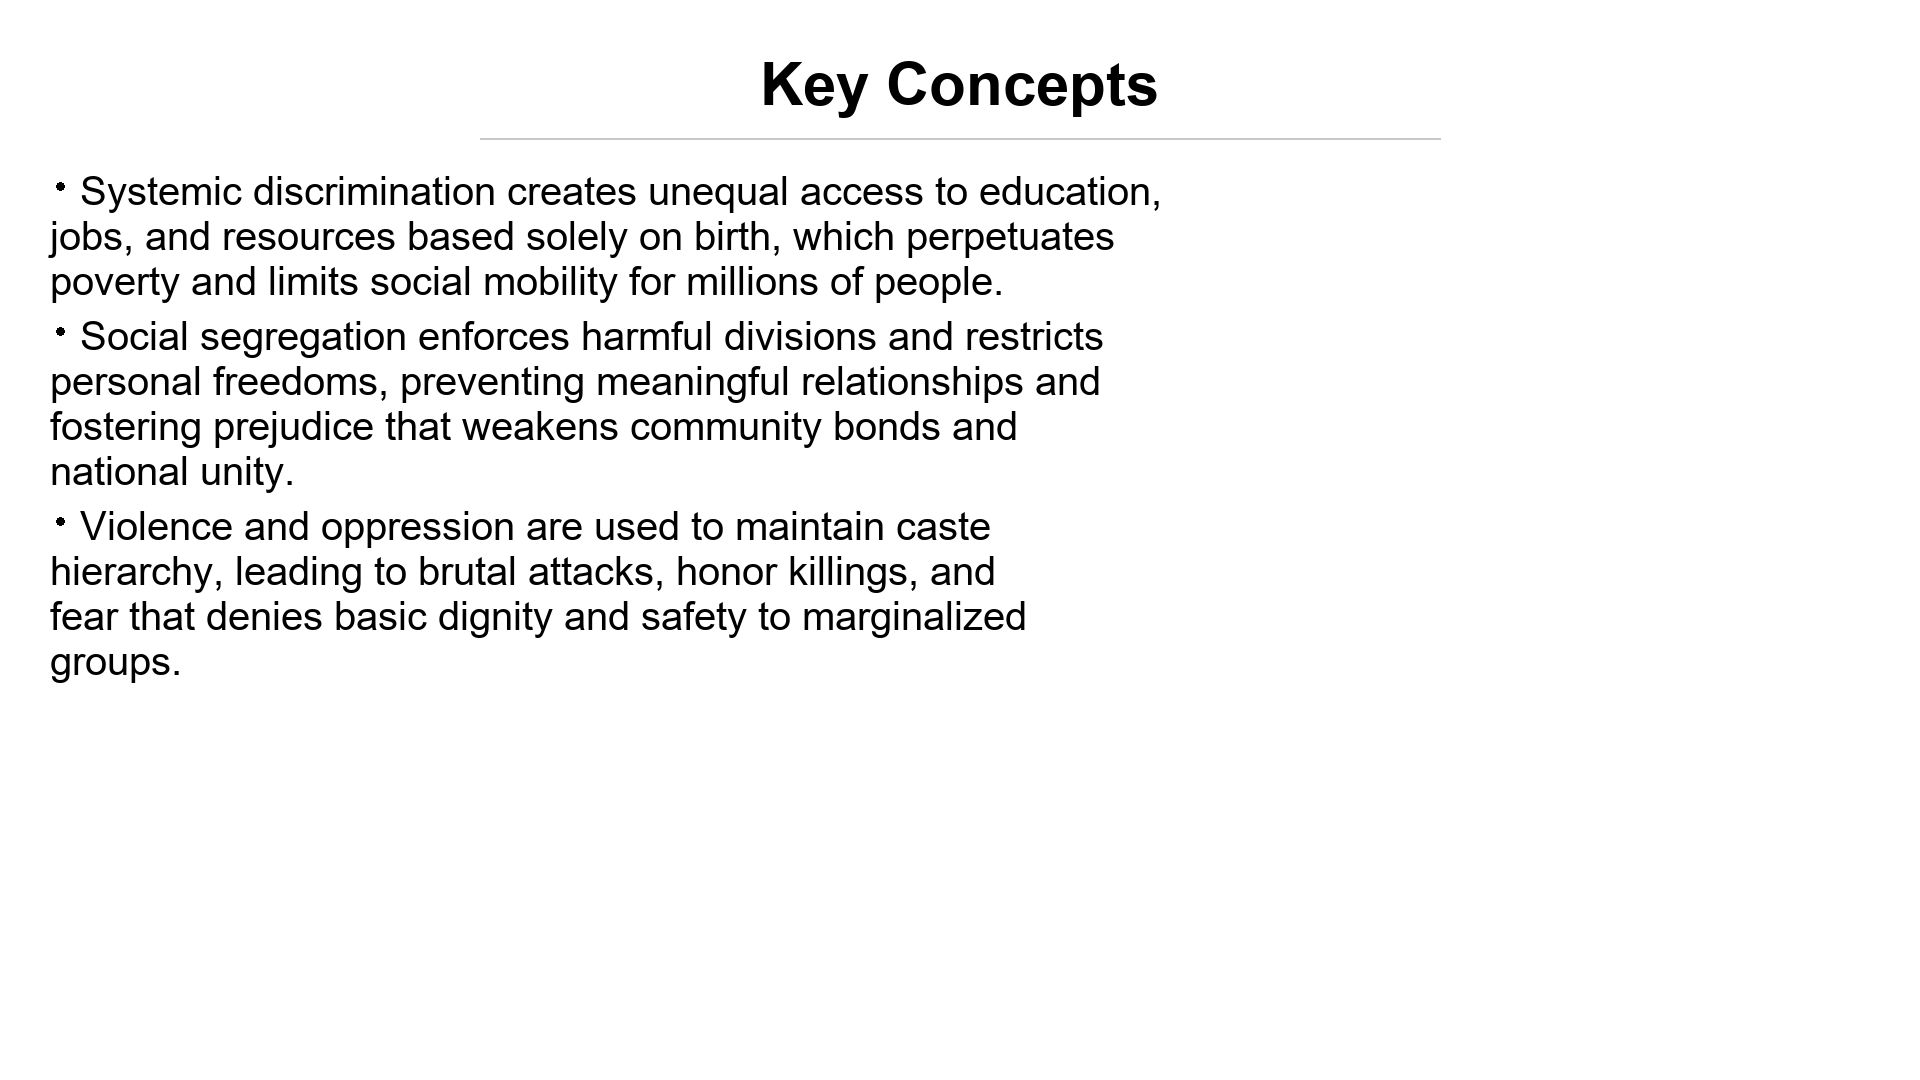 Key Concepts
• Systemic discrimination creates unequal access to education,
jobs, and resources based solely on birth, which perpetuates
poverty and limits social mobility for millions of people.
• Social segregation enforces harmful divisions and restricts
personal freedoms, preventing meaningful relationships and
fostering prejudice that weakens community bonds and
national unity.
• Violence and oppression are used to maintain caste
hierarchy, leading to brutal attacks, honor killings, and
fear that denies basic dignity and safety to marginalized
groups.